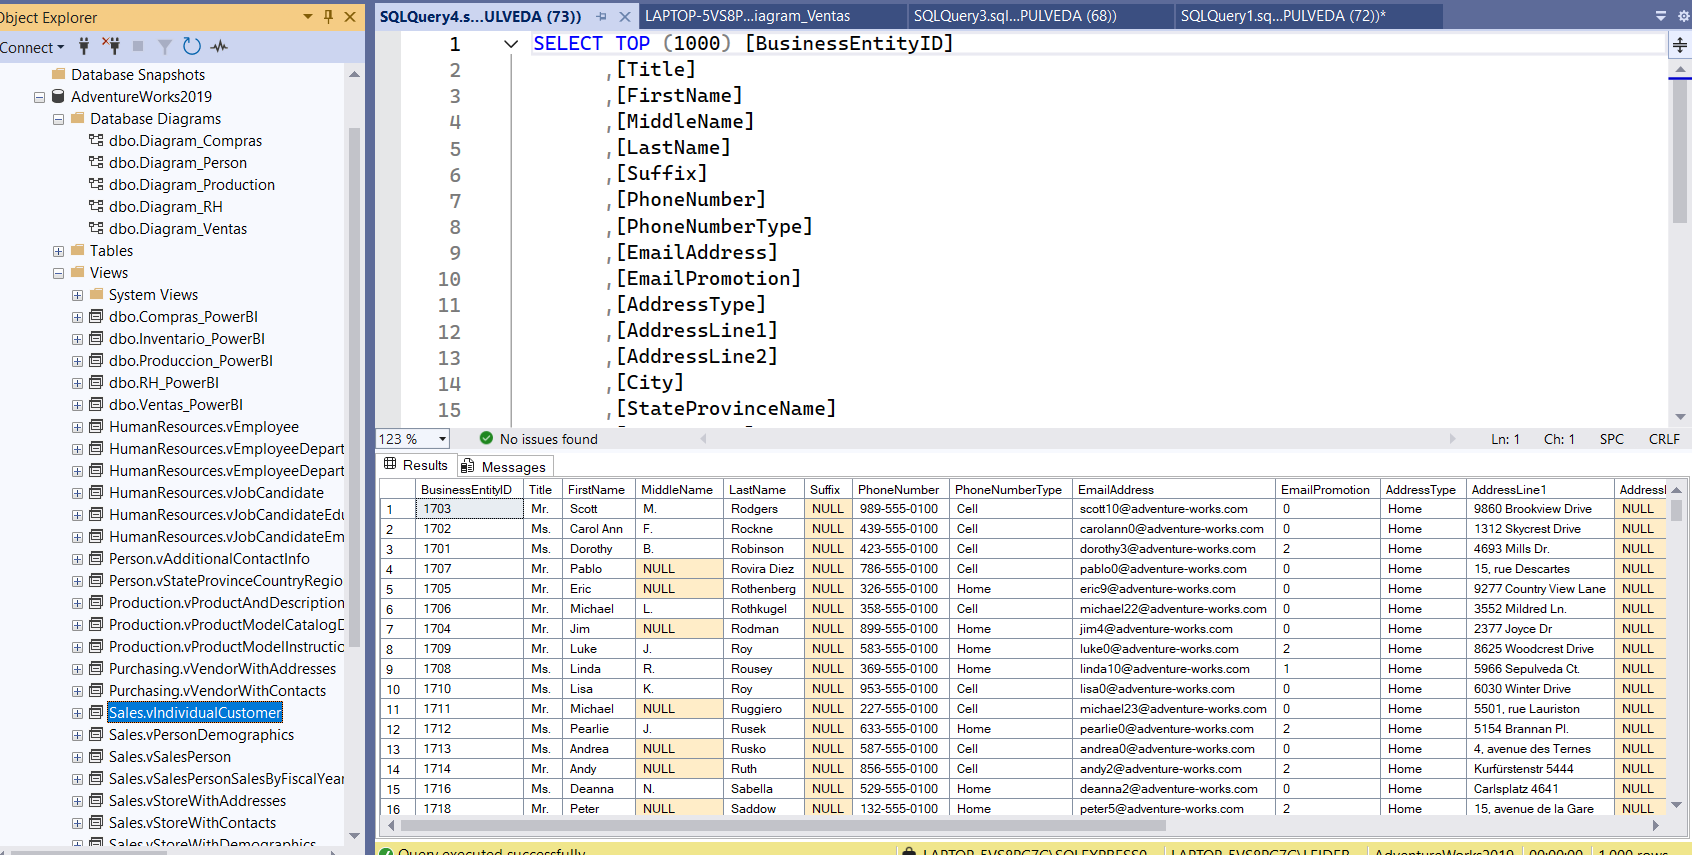 Object Explorer
Connect
Database Snapshots
AdventureWorks2019
Database Diagrams
dbo.Diagram_Compras
dbo.Diagram_Person
dbo.Diagram_Production
dbo.Diagram_RH
dbo.Diagram_Ventas
Tables
Views
System Views
dbo.Compras_PowerBI
dbo.Inventario_PowerBI
dbo.Produccion_PowerBI
dbo.RH_PowerBI
dbo.Ventas_PowerBI
HumanResources.vEmployee
HumanResources.vEmployeeDepart
HumanResources.vEmployeeDepart
HumanResources.vJobCandidate
HumanResources.vJobCandidateEdu
HumanResources.vJobCandidateEm
Person.vAdditionalContactInfo
Person.vStateProvinceCountryRegio
Production.vProductAndDescription
Production.vProductModelCatalogD
Production.vProductModelInstructio
Purchasing.vVendorWithAddresses
Purchasing.vVendorWithContacts
Sales.vIndividualCustomer
Sales.vPersonDemographics
Sales.vSalesPerson
Sales.vSalesPersonSalesByFiscalYear
Sales.vStoreWithAddresses
Sales.vStoreWithContacts
Sales.vStoreWithDemographics
SQLQuery4.s...ULVEDA (73)) LAPTOP-5VS8P...iagram_Ventas SQLQuery3.sql...PULVEDA (68)) SQLQuery1.sq...PULVEDA (72))*
1 SELECT TOP (1000) [BusinessEntityID]
2 ,[Title]
3 ,[FirstName]
4 ,[MiddleName]
5 ,[LastName]
6 ,[Suffix]
7 ,[PhoneNumber]
8 ,[PhoneNumberType]
9 ,[EmailAddress]
10 ,[EmailPromotion]
11 ,[AddressType]
12 ,[AddressLine1]
13 ,[AddressLine2]
14 ,[City]
15 ,[StateProvinceName]
123 % No issues found Ln: 1 Ch: 1 SPC CRLF
Results Messages
BusinessEntityID Title FirstName MiddleName LastName Suffix PhoneNumber PhoneNumberType EmailAddress EmailPromotion AddressType AddressLine1 Address
1 1703 Mr. Scott M. Rodgers NULL 989-555-0100 Cell scott10@adventure-works.com 0 Home 9860 Brookview Drive NULL
2 1702 Ms. Carol Ann F. Rockne NULL 439-555-0100 Cell carolann0@adventure-works.com 0 Home 1312 Skycrest Drive NULL
3 1701 Ms. Dorothy B. Robinson NULL 423-555-0100 Cell dorothy3@adventure-works.com 2 Home 4693 Mills Dr. NULL
4 1707 Mr. Pablo NULL Rovira Diez NULL 786-555-0100 Cell pablo0@adventure-works.com 0 Home 15, rue Descartes NULL
5 1705 Mr. Eric NULL Rothenberg NULL 326-555-0100 Home eric9@adventure-works.com 0 Home 9277 Country View Lane NULL
6 1706 Mr. Michael L. Rothkugel NULL 358-555-0100 Cell michael22@adventure-works.com 0 Home 3552 Mildred Ln. NULL
7 1704 Mr. Jim NULL Rodman NULL 899-555-0100 Home jim4@adventure-works.com 0 Home 2377 Joyce Dr NULL
8 1709 Mr. Luke J. Roy NULL 583-555-0100 Home luke0@adventure-works.com 2 Home 8625 Woodcrest Drive NULL
9 1708 Ms. Linda R. Rousey NULL 369-555-0100 Home linda10@adventure-works.com 1 Home 5966 Sepulveda Ct. NULL
10 1710 Ms. Lisa K. Roy NULL 953-555-0100 Cell lisa0@adventure-works.com 0 Home 6030 Winter Drive NULL
11 1711 Mr. Michael NULL Ruggiero NULL 227-555-0100 Cell michael23@adventure-works.com 0 Home 5501, rue Lauriston NULL
12 1712 Ms. Pearlie J. Rusek NULL 633-555-0100 Home pearlie0@adventure-works.com 2 Home 5154 Brannan Pl. NULL
13 1713 Ms. Andrea NULL Rusko NULL 587-555-0100 Cell andrea0@adventure-works.com 0 Home 4, avenue des Ternes NULL
14 1714 Mr. Andy NULL Ruth NULL 856-555-0100 Cell andy2@adventure-works.com 2 Home Kurfürstenstr 5444 NULL
15 1716 Ms. Deanna N. Sabella NULL 529-555-0100 Home deanna2@adventure-works.com 0 Home Carlsplatz 4641 NULL
16 1718 Mr. Peter NULL Saddow NULL 132-555-0100 Home peter5@adventure-works.com 2 Home 15, avenue de la Gare NULL
Query executed successfully AdventureWorks2019 00:00:00 1,000 rows